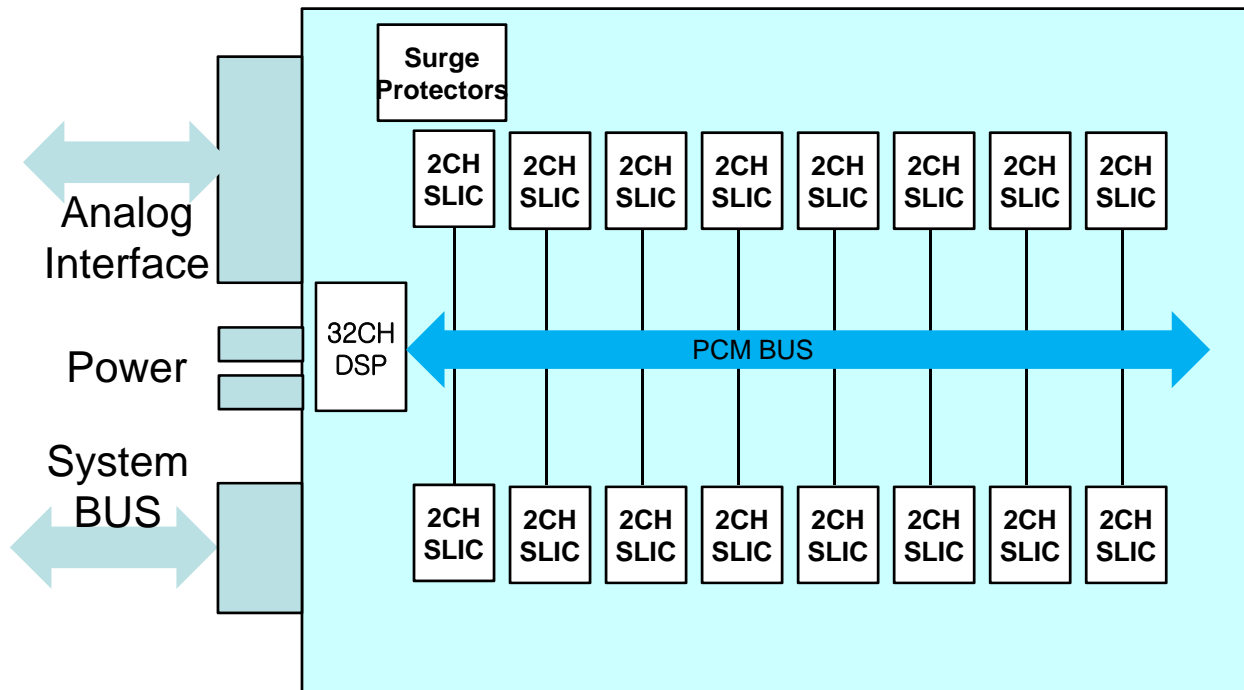 Surge
Protectors
2CH
SLIC
2CH
SLIC
2CH
SLIC
2CH
SLIC
2CH
SLIC
2CH
SLIC
2CH
SLIC
2CH
SLIC
Analog
Interface
32CH
DSP
PCM BUS
Power
System
BUS
2CH
SLIC
2CH
SLIC
2CH
SLIC
2CH
SLIC
2CH
SLIC
2CH
SLIC
2CH
SLIC
2CH
SLIC